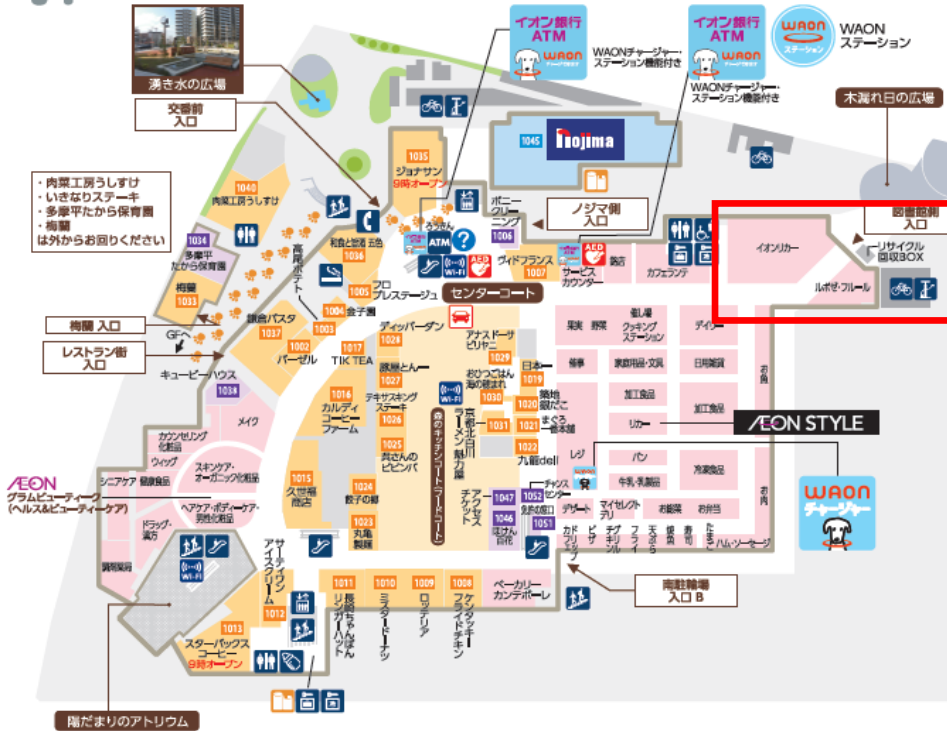 イオン銀行
ATM
WAON
WAONチャージャー・
ステーション機能付き
イオン銀行
ATM
WAON
WAONチャージャー・
ステーション機能付き
WAON
ステーション
WAON
ステーション
湧き水の広場
交番前
入口
木漏れ日の広場
・肉菜工房うしすけ
・いきなりステーキ
・多摩平たから保育園
・梅蘭
は外からお回りください
1040
肉菜工房うしすけ
1034
多摩平
たから保育園
梅蘭
1033
梅蘭 入口
GFへ
レストラン街
入口
キュービーハウス
1038
高尾ポテト
1035
ジョナサン
9時オープン
和食と甘酒 五色
1036
1005
フロ
プレステージュ
1004
金子園
1003
1002
バーゼル
鎌倉パスタ
1037
ATM
Wi-Fi
AED
ポニー
クリー
ニング
1006
1045
nojima
ノジマ側
入口
ヴィドフランス
1007
AED
サービス
カウンター
銘店
カフェランテ
イオンリカー
図書館側
入口
リサイクル
回収BOX
ルポゼ・フルール
センターコート
1017
TIK TEA
ディッパーダン
1028
豚屋とん一
1027
テキサスキング
ステーキ
1026
1025
呉さんの
ビビンバ
1024
餃子の郷
1023
丸亀
製麺
1016
カルディ
コーヒー
ファーム
1015
久世福
商店
アナスドーサ
ビリヤニ
1029
おひつごはん
海の穂まれ
1030
1031
京都北白川
ラーメン魁力屋
Wi-Fi
森のキッチンコート(フードコート)
日本一
1019
築地
銀だこ
1020
1021
まぐろ
一番本舗
1022
九龍deli
1047
アクセス
チケット
1046
ほけん
百花
1052
チャンス
センター
1051
果実 野菜
催し場
クッキング
ステーション
デイリー
催事
家庭用品・文具
日用雑貨
加工食品
リカー
加工食品
お魚
ÆON STYLE
レジ
パン
牛乳・乳製品
冷凍食品
お肉
WAON
デザート
マイセレクト
デリ
お総菜
お弁当
ピザ
フライ
天ぷら
焼魚
寿司
たまご
ハム・ソーセージ
WAON
チャージャー
南駐輪場
入口 B
メイク
カウンセリング
化粧品
ウィッグ
シニアケア
健康食品
スキンケア・
オーガニック化粧品
ヘアケア・ボディーケア・
男性化粧品
ドラッグ・
漢方
調剤薬局
ÆON
グラムビューティーク
(ヘルス&ビューティーケア)
Wi-Fi
サーティワン
アイスクリーム
1012
1013
スターバックス
コーヒー
9時オープン
1011
長崎ちゃんぽん
リンガーハット
1010
ミスタードーナツ
1009
ロッテリア
1008
ケンタッキー
フライドチキン
ベーカリー
カンテボーレ
陽だまりのアトリウム